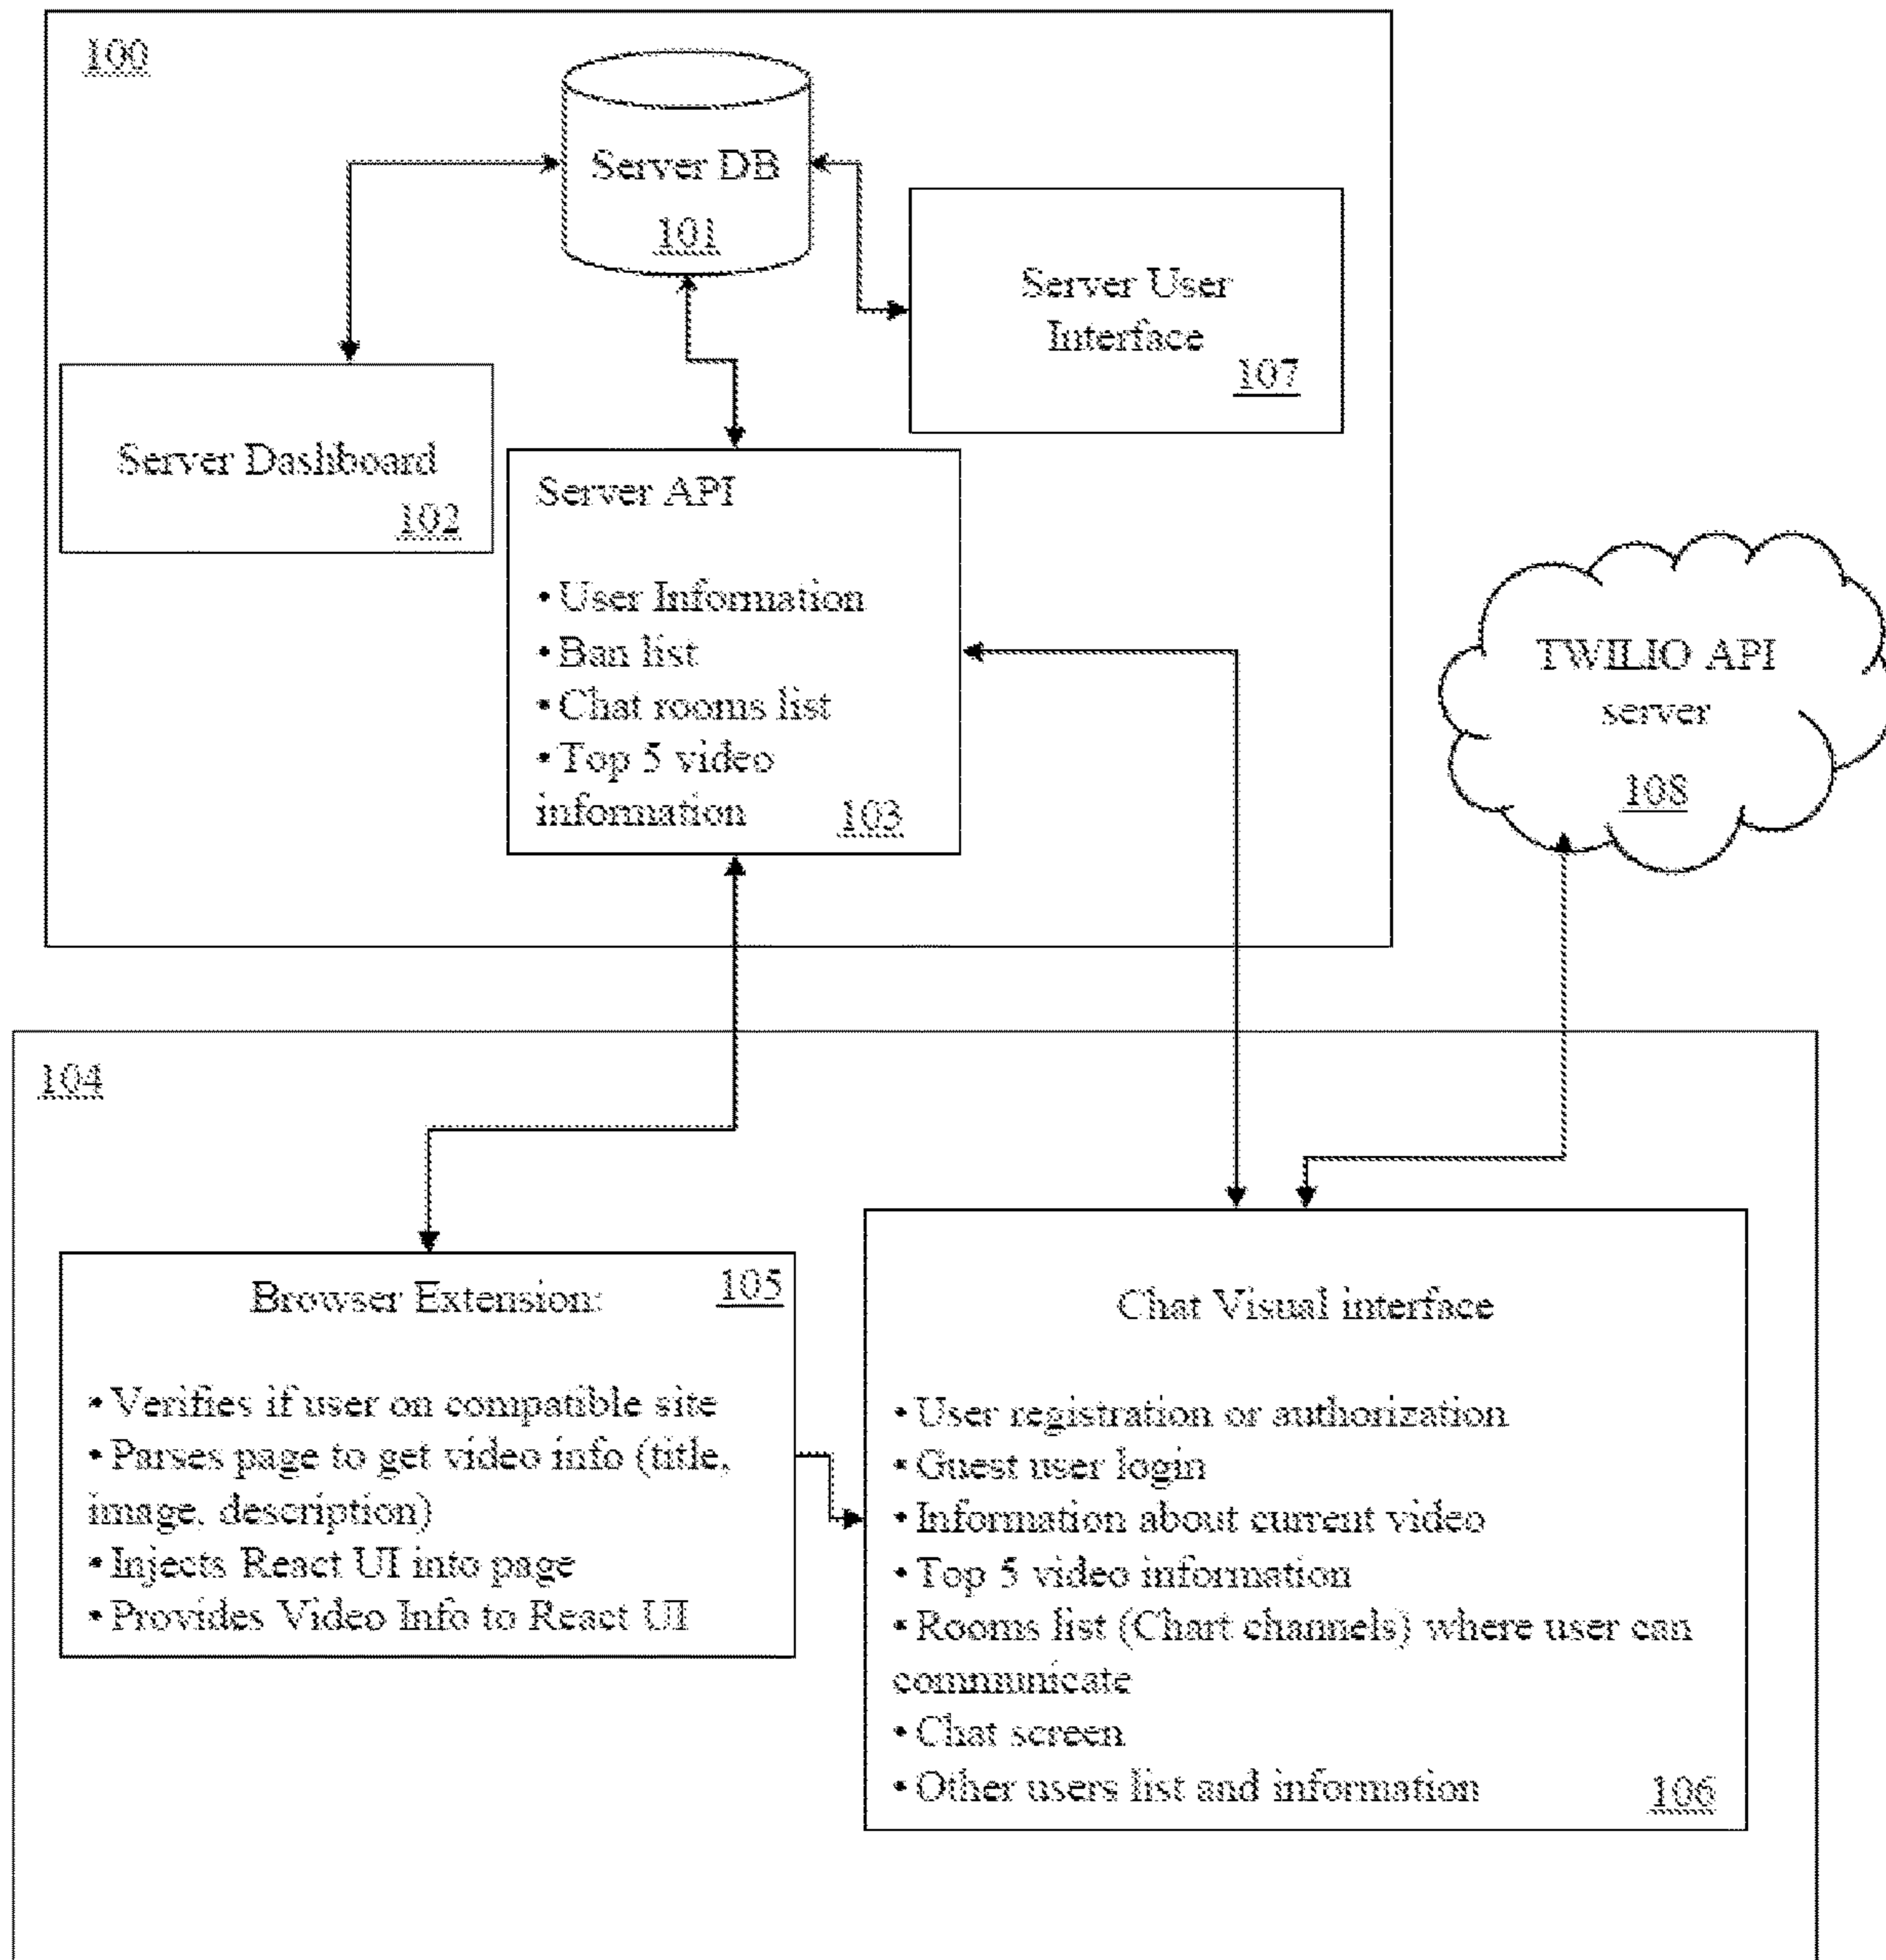 100
Server DB
101
Server User
Interface
107
Server Dashboard
102
Server API
• User Information
• Ban list
• Chat rooms list
• Top 5 video
information
103
TWILIO API
server
108
104
Browser Extension:
105
• Verifies if user on compatible site
• Parses page to get video info (title,
image, description)
• Injects React UI into page
• Provides Video Info to React UI
Chat Visual interface
• User registration or authorization
• Guest user login
• Information about current video
• Top 5 video information
• Rooms list (Chart channels) where user can
communicate
• Chat screen
• Other users list and information
106